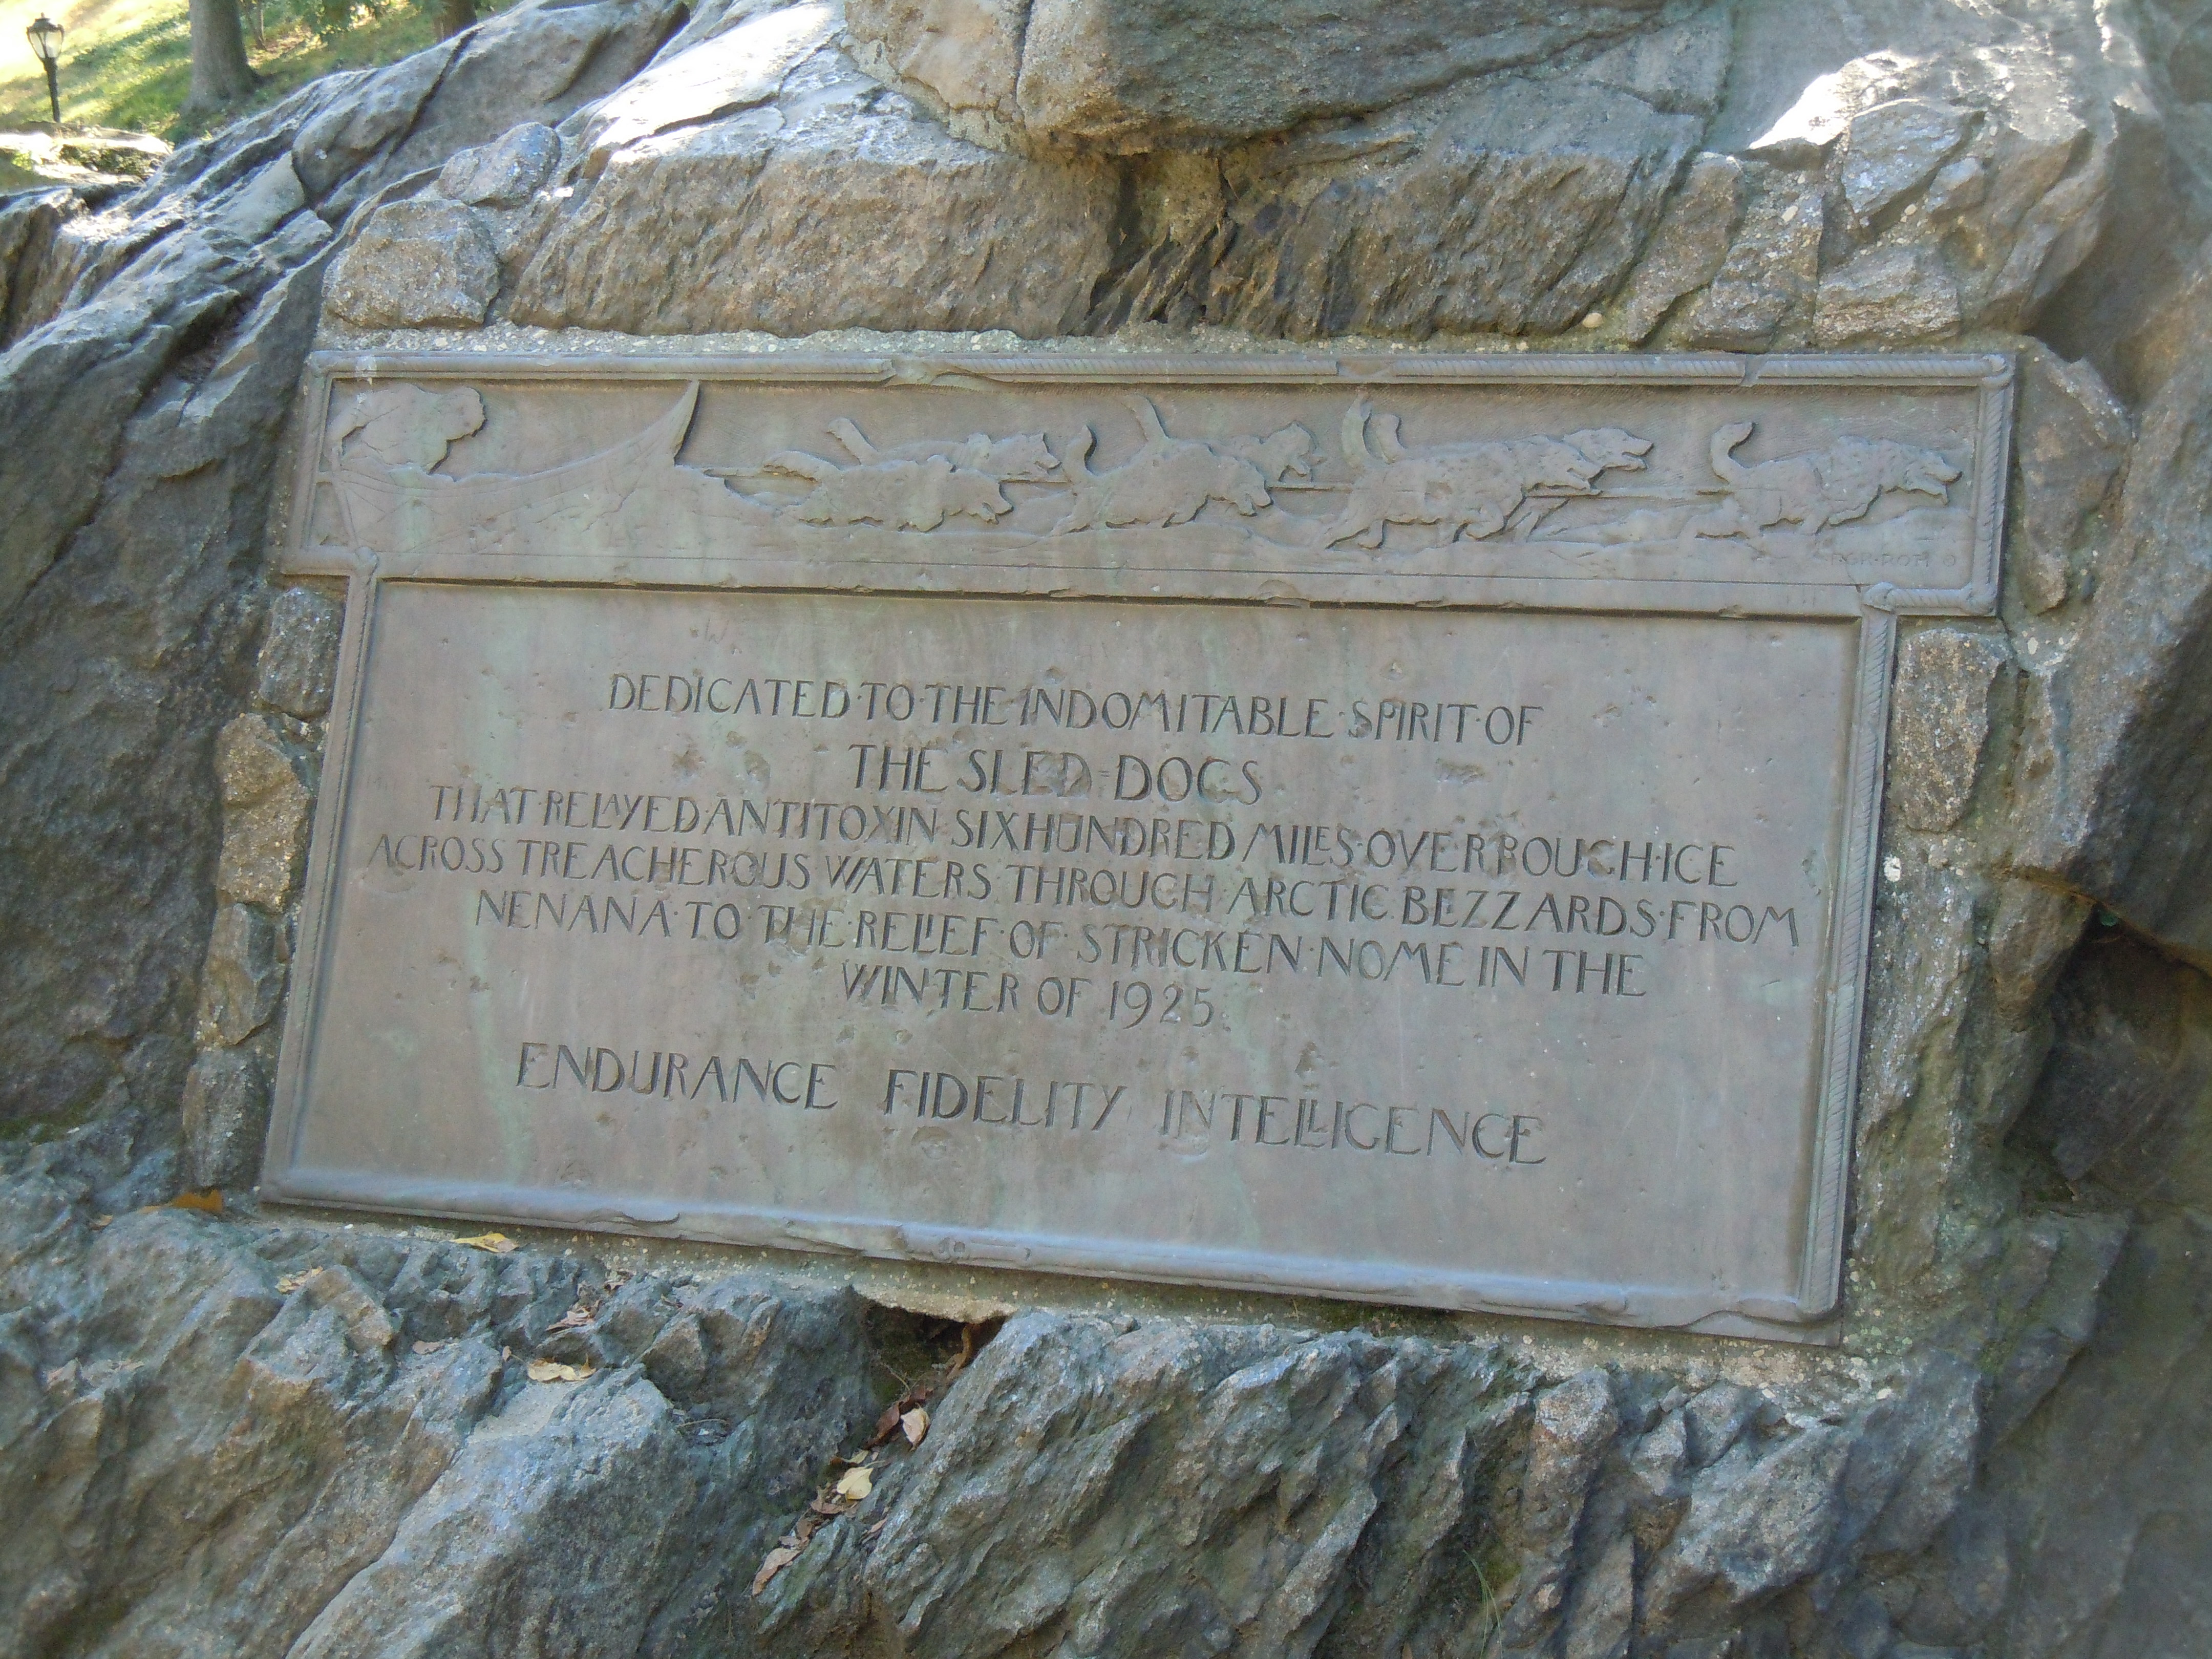 DEDICATED·TO·THE·INDOMITABLE·SPIRIT·OF
THE SLED=DOGS
THAT·RELAYED·ANTITOXIN SIX HUNDRED MILES·OVER ROUGH·ICE
ACROSS TREACHEROUS WATERS THROUGH ARCTIC BLIZZARDS·FROM
NENANA·TO THE·RELIEF·OF·STRICKEN·NOME IN THE
WINTER OF 1925.
ENDURANCE FIDELITY INTELLIGENCE